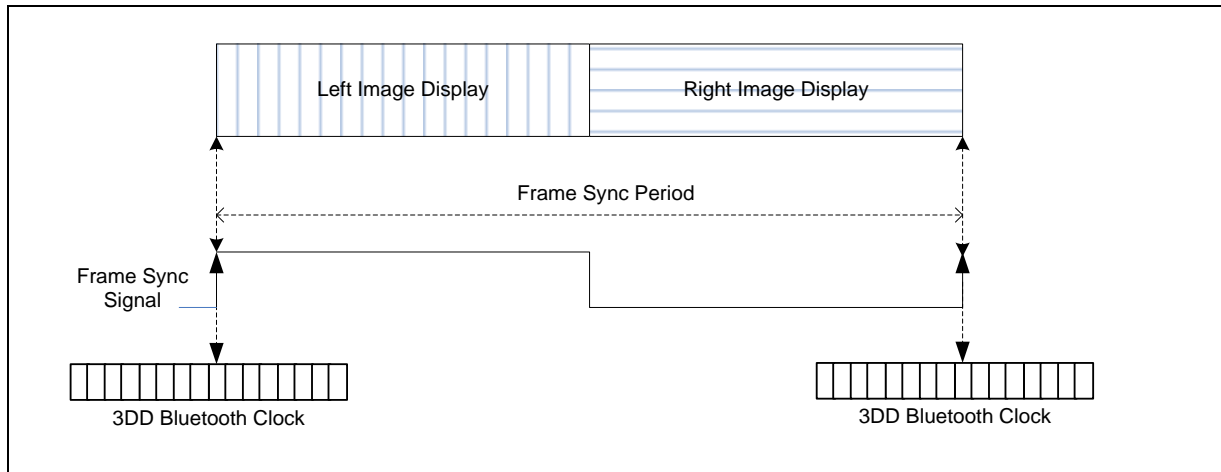 Left Image Display
Right Image Display
Frame Sync Period
Frame Sync
Signal
3DD Bluetooth Clock
3DD Bluetooth Clock